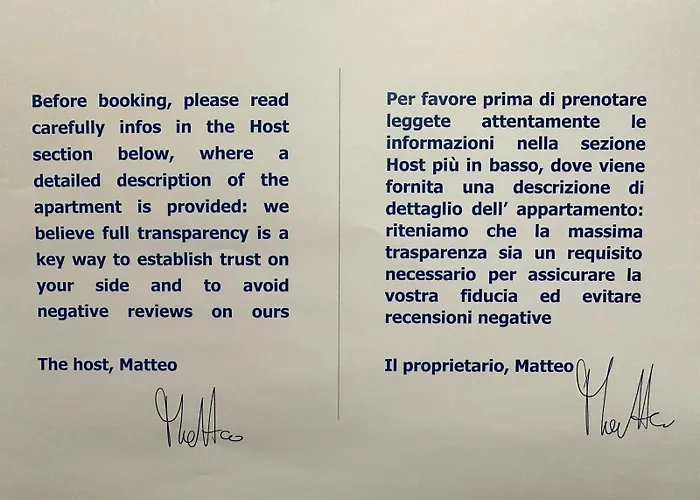 Before booking, please read
carefully infos in the Host
section below, where a
detailed description of the
apartment is provided: we
believe full transparency is a
key way to establish trust on
your side and to avoid
negative reviews on ours
The host, Matteo
Matteo
Per favore prima di prenotare
leggete attentamente le
informazioni nella sezione
Host più in basso, dove viene
fornita una descrizione di
dettaglio dell’ appartamento:
riteniamo che la massima
trasparenza sia un requisito
necessario per assicurare la
vostra fiducia ed evitare
recensioni negative
Il proprietario, Matteo
Matteo